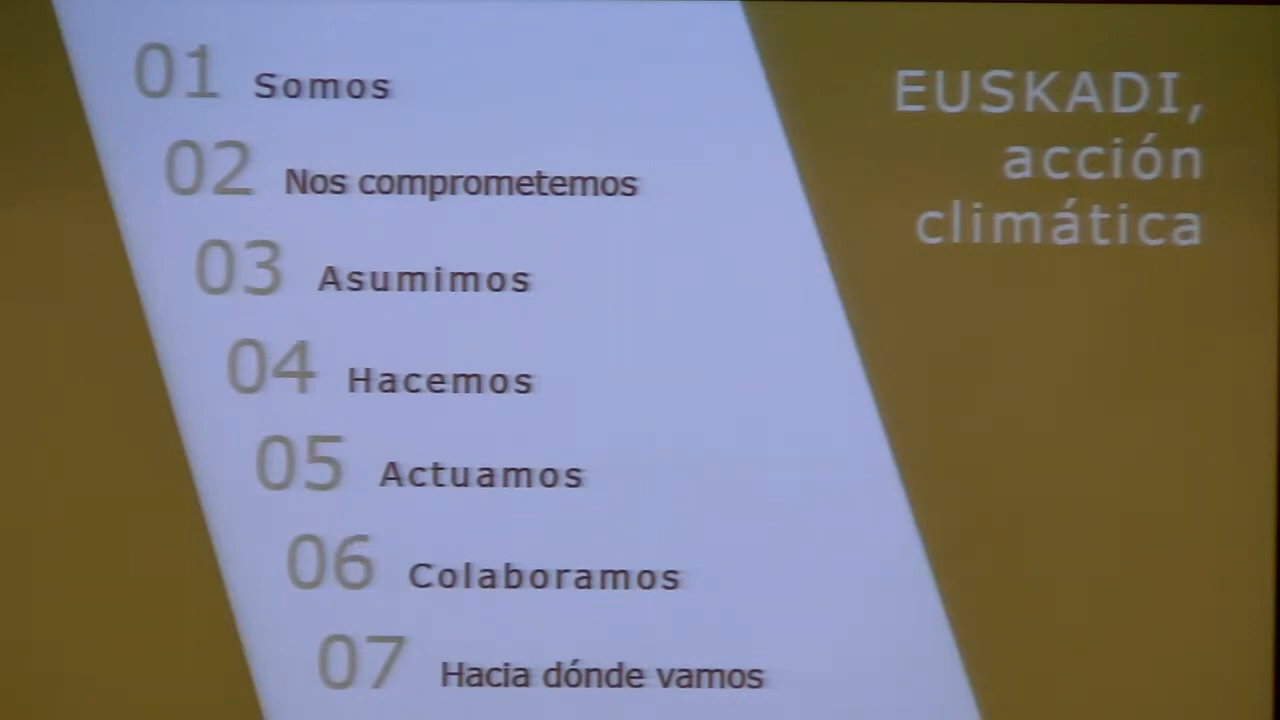 01 Somos
02 Nos comprometemos
03 Asumimos
04 Hacemos
05 Actuamos
06 Colaboramos
07 Hacia dónde vamos
EUSKADI,
acción
climática